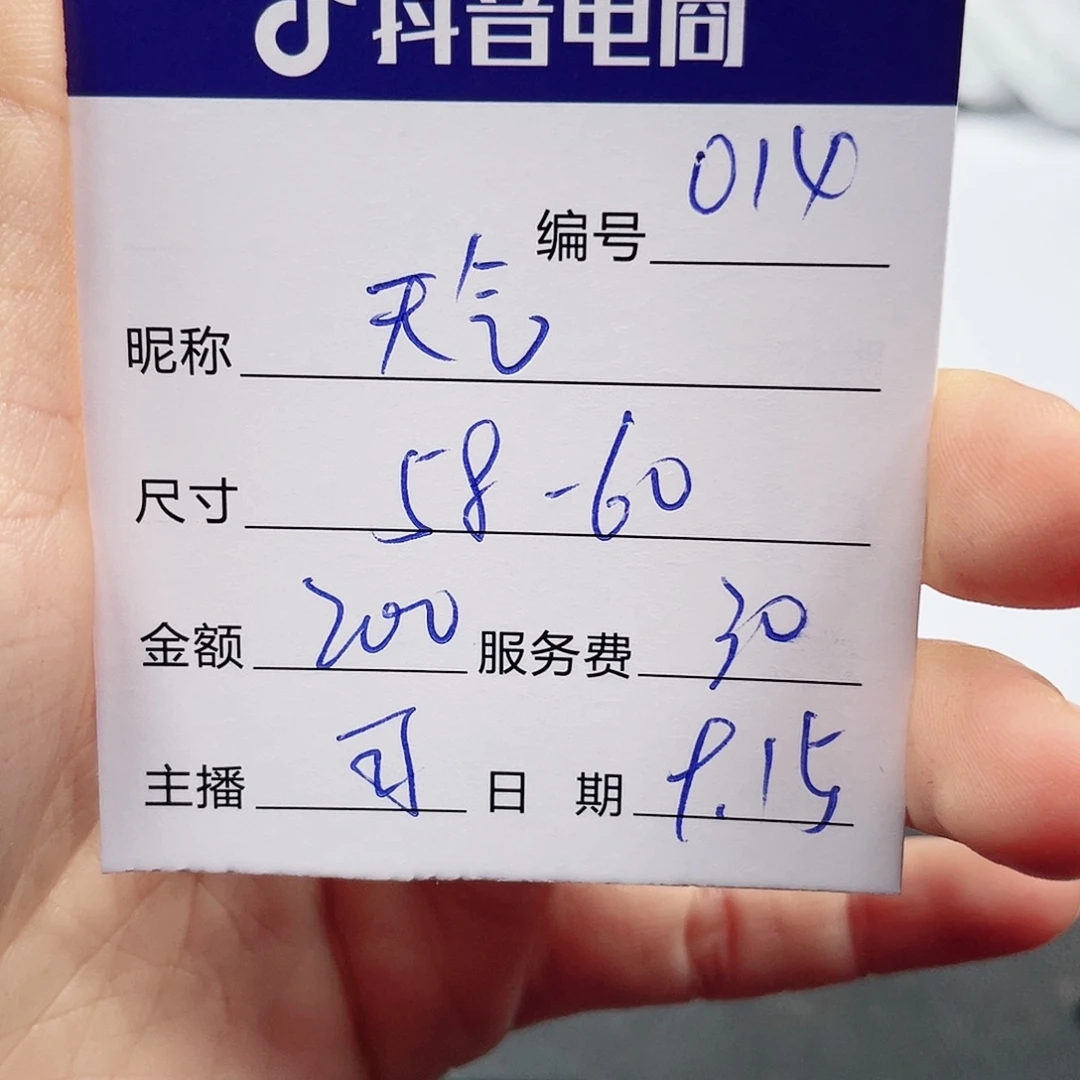 抖音电商
编号 014
昵称 天气
尺寸 58-60
金额 200 服务费 30
主播 司 日 期 9.15